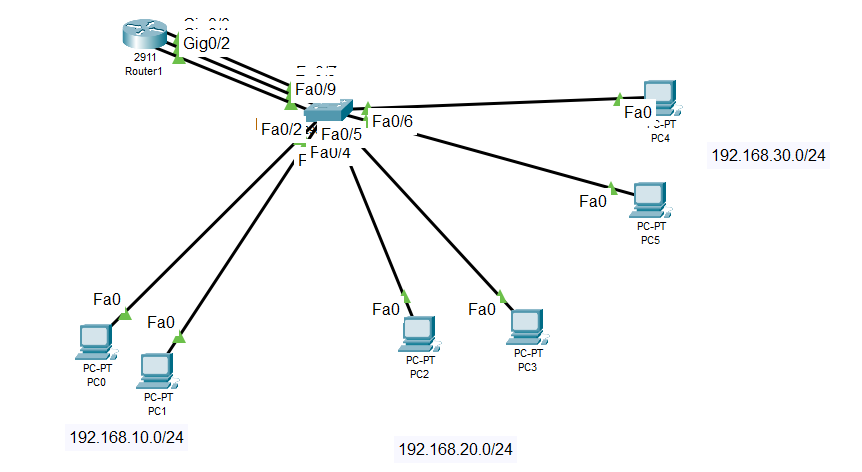 Gig0/2
2911
Router1
Fa0/9
Fa0/2
Fa0/5
Fa0/6
Fa0/4
Fa0
PC-PT
PC4
192.168.30.0/24
Fa0
PC-PT
PC5
Fa0
Fa0
Fa0
Fa0
PC-PT
PC0
PC-PT
PC1
PC-PT
PC2
PC-PT
PC3
192.168.10.0/24
192.168.20.0/24